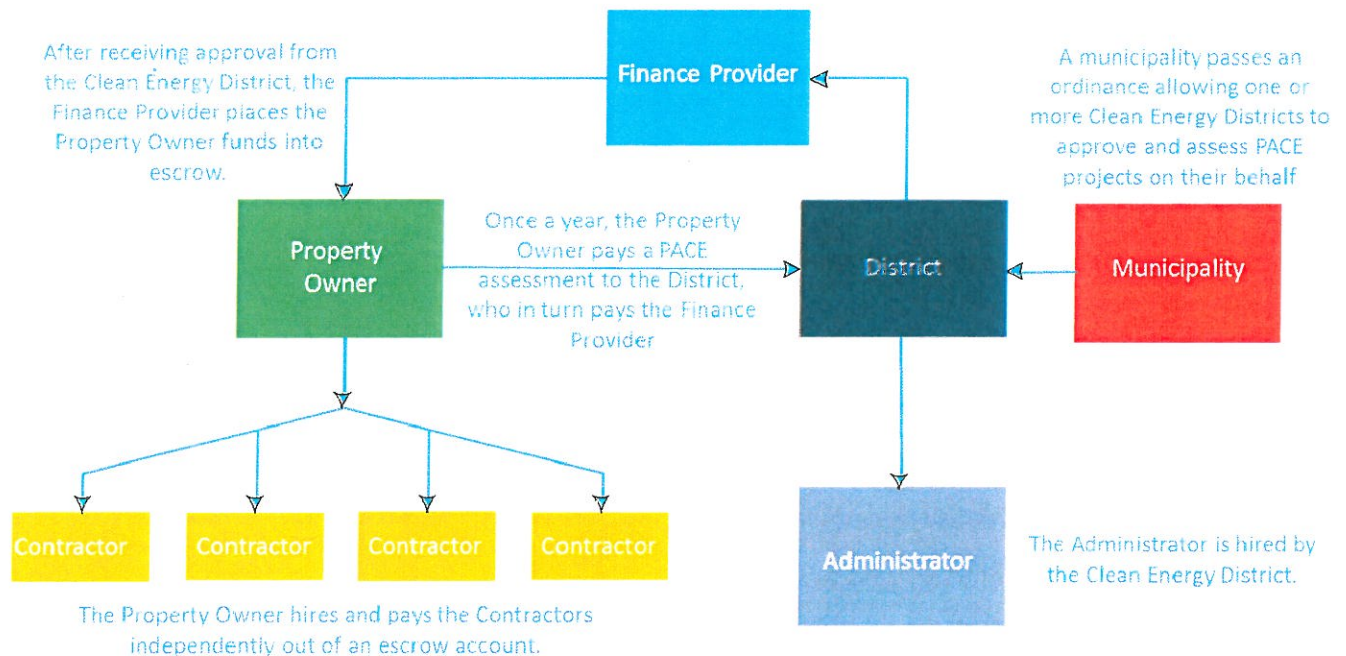 After receiving approval from
the Clean Energy District, the
Finance Provider places the
Property Owner funds into
escrow.
Finance Provider
A municipality passes an
ordinance allowing one or
more Clean Energy Districts to
approve and assess PACE
projects on their behalf
Property
Owner
Once a year, the Property
Owner pays a PACE
assessment to the District,
who in turn pays the Finance
Provider
District
Municipality
Contractor
Contractor
Contractor
Contractor
Administrator
The Administrator is hired by
the Clean Energy District.
The Property Owner hires and pays the Contractors
independently out of an escrow account.